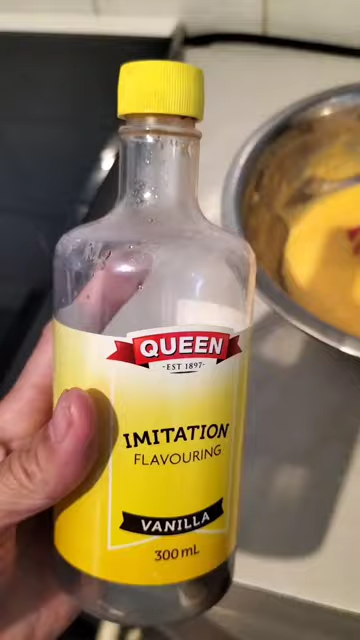 QUEEN
-EST 1897-
IMITATION
FLAVOURING
VANILLA
300 mL